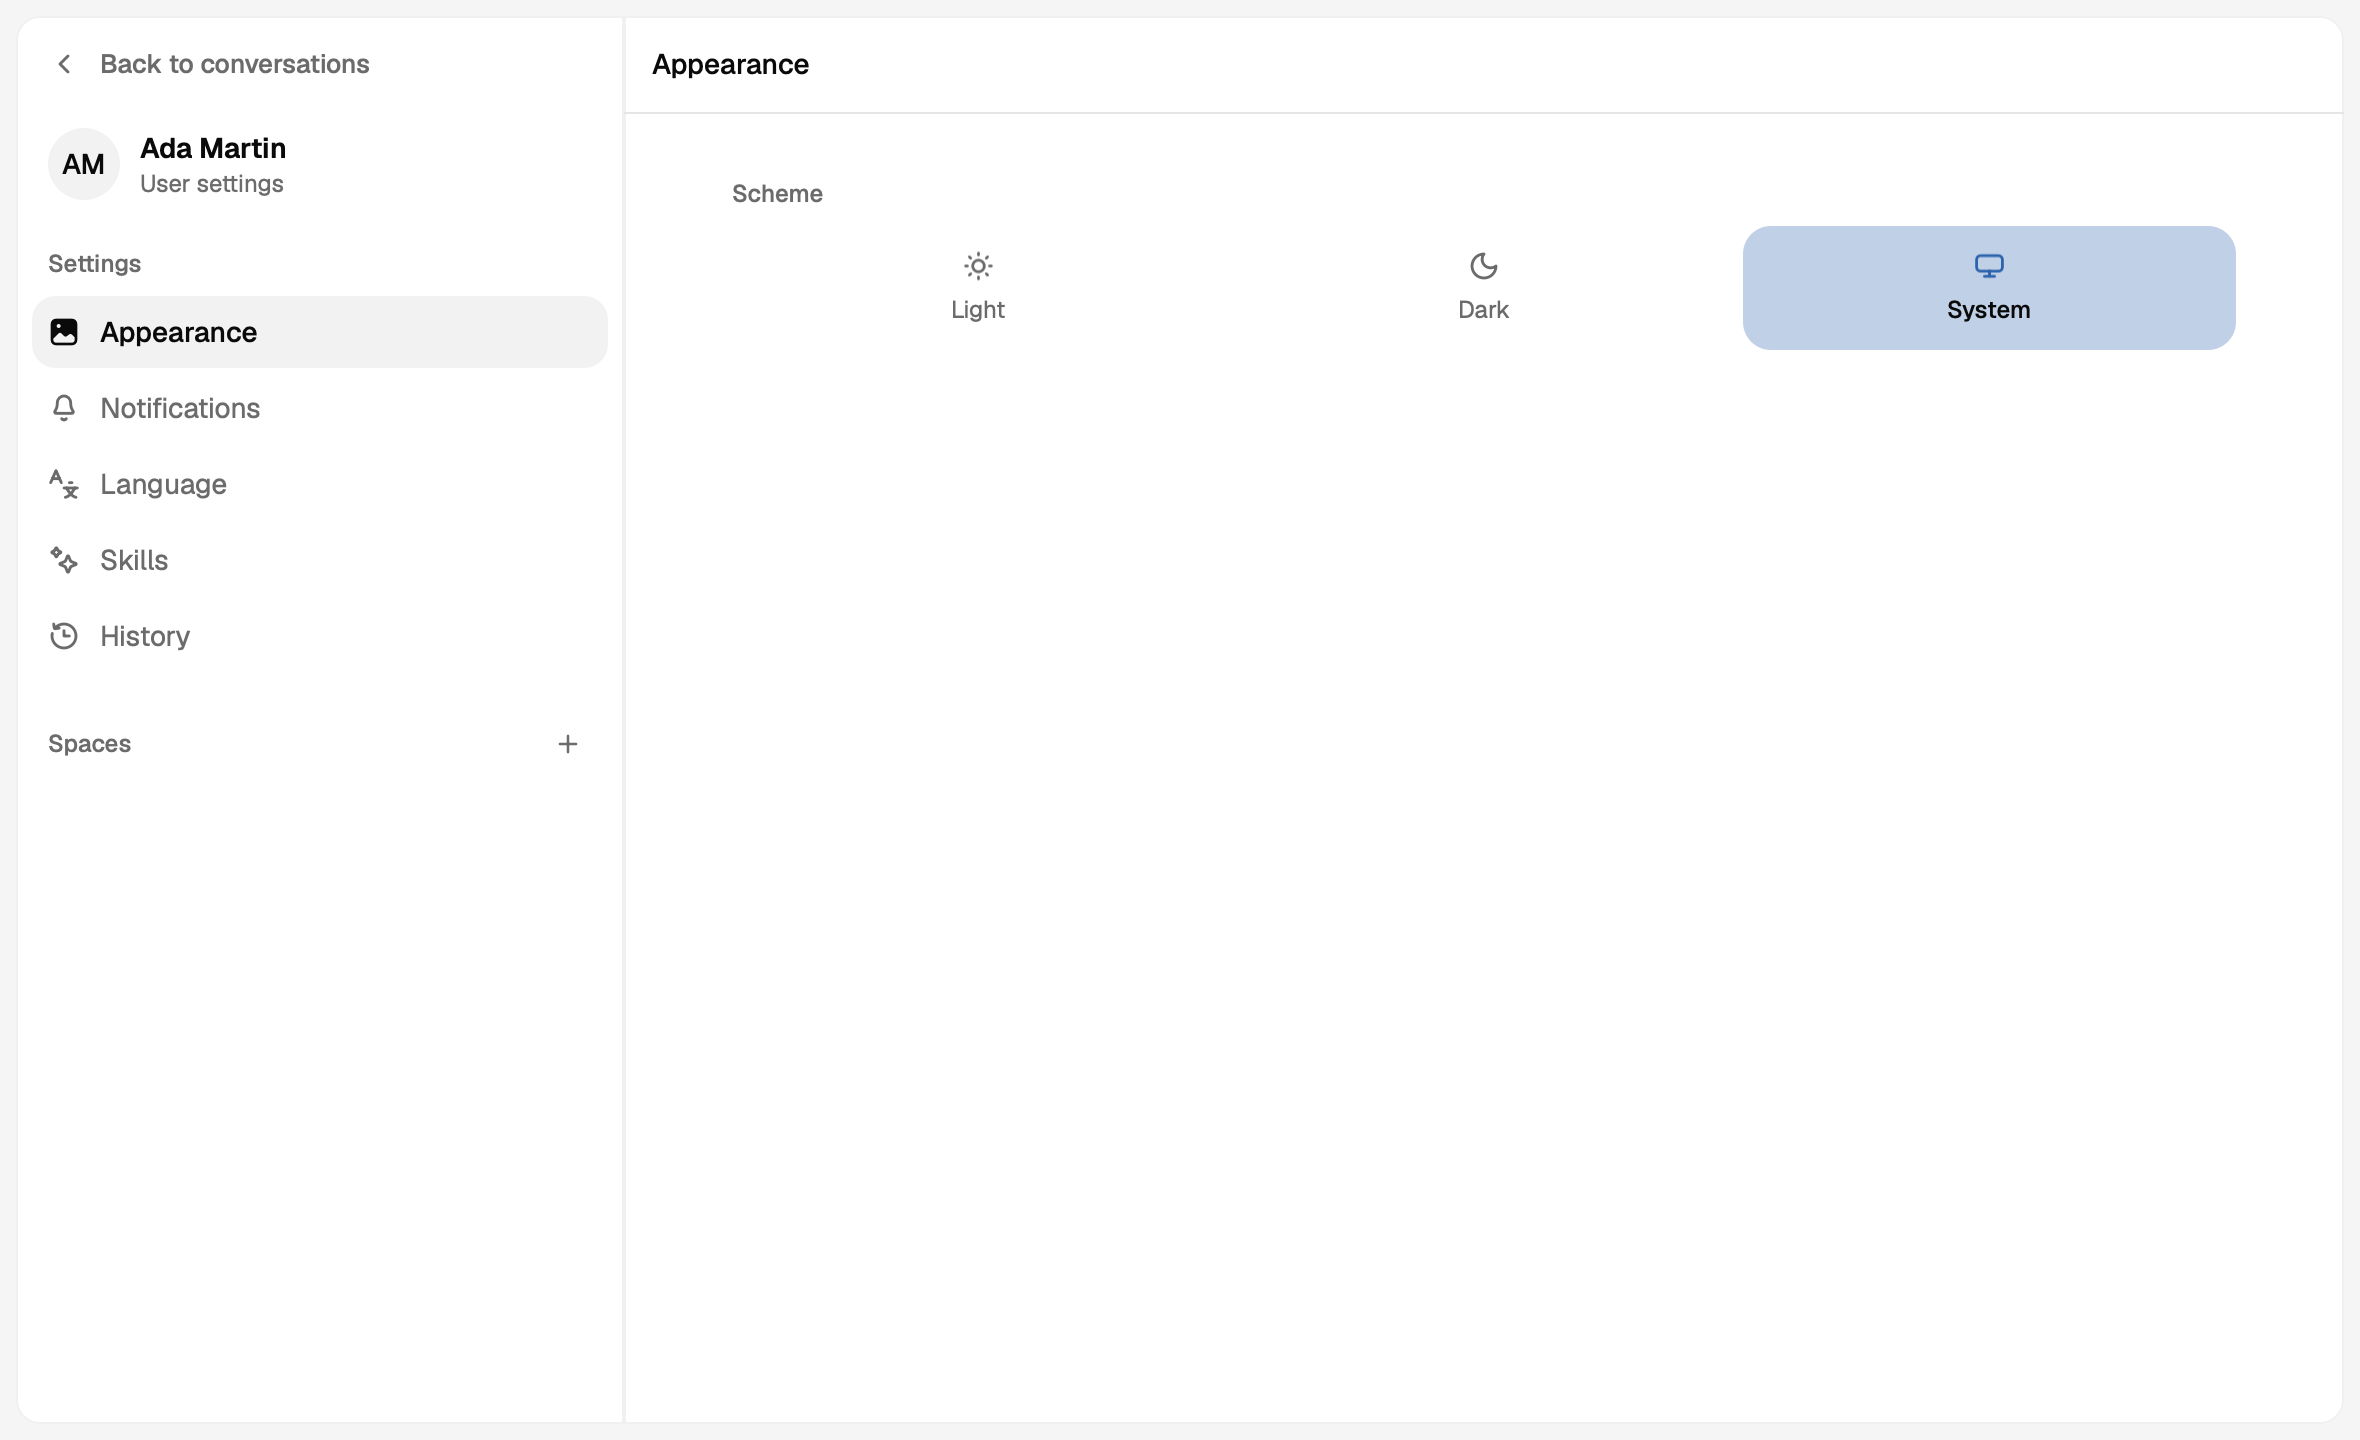 Back to conversations
AM
Ada Martin
User settings
Settings
Appearance
Notifications
Language
Skills
History
Spaces
Appearance
Scheme
Light
Dark
System